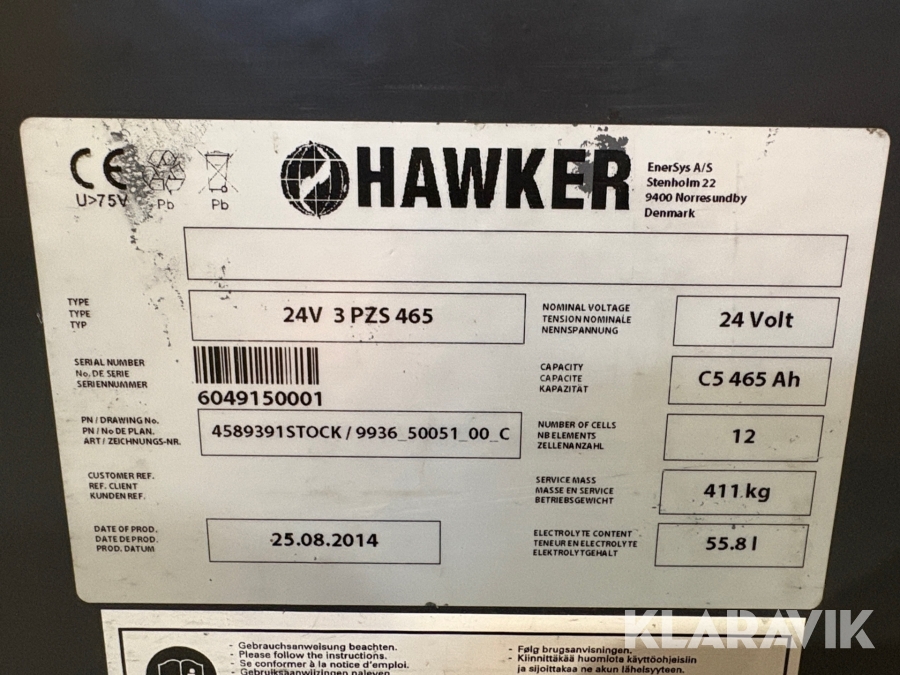 CE
U>75V
Pb
Pb
HAWKER
EnerSys A/S
Stenholm 22
9400 Norresundby
Denmark
TYPE
TYPE
TYP
24V 3 PZS 465
NOMINAL VOLTAGE
TENSION NOMINALE
NENNSPANNUNG
24 Volt
SERIAL NUMBER
No. DE SERIE
SERIENNUMMER
6049150001
CAPACITY
CAPACITE
KAPAZITÄT
C5 465 Ah
PN / DRAWING No.
PN / No DE PLAN.
ART / ZEICHNUNGS-NR.
4589391STOCK / 9936_50051_00_C
NUMBER OF CELLS
NB ELEMENTS
ZELLENANZAHL
12
CUSTOMER REF.
REF. CLIENT
KUNDEN REF.
SERVICE MASS
MASSE EN SERVICE
BETRIEBSGEWICHT
411 kg
DATE OF PROD.
DATE DE PROD.
PROD. DATUM
25.08.2014
ELECTROLYTE CONTENT
TENEUR EN ELECTROLYTE
ELEKTROLYTGEHALT
55.8 l
- Gebrauchsanweisung beachten.
- Please follow the instructions.
- Se conformer à la notice d'emploi.
- Gebruiksaanwijzingen naleven
- Følg brugsanvisningen.
- Kiinnittäkää huomiote käyttöohjeisiin
ja sijoittakaa ne akun lähelsyyteen.
KLARAVIK